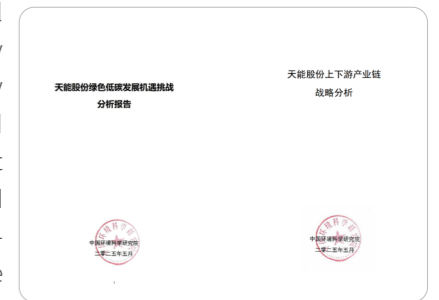 天能股份绿色低碳发展机遇挑战
分析报告
中国环境科学研究院
二零二五年五月
天能股份上下游产业链
战略分析
中国环境科学研究院
二零二五年五月